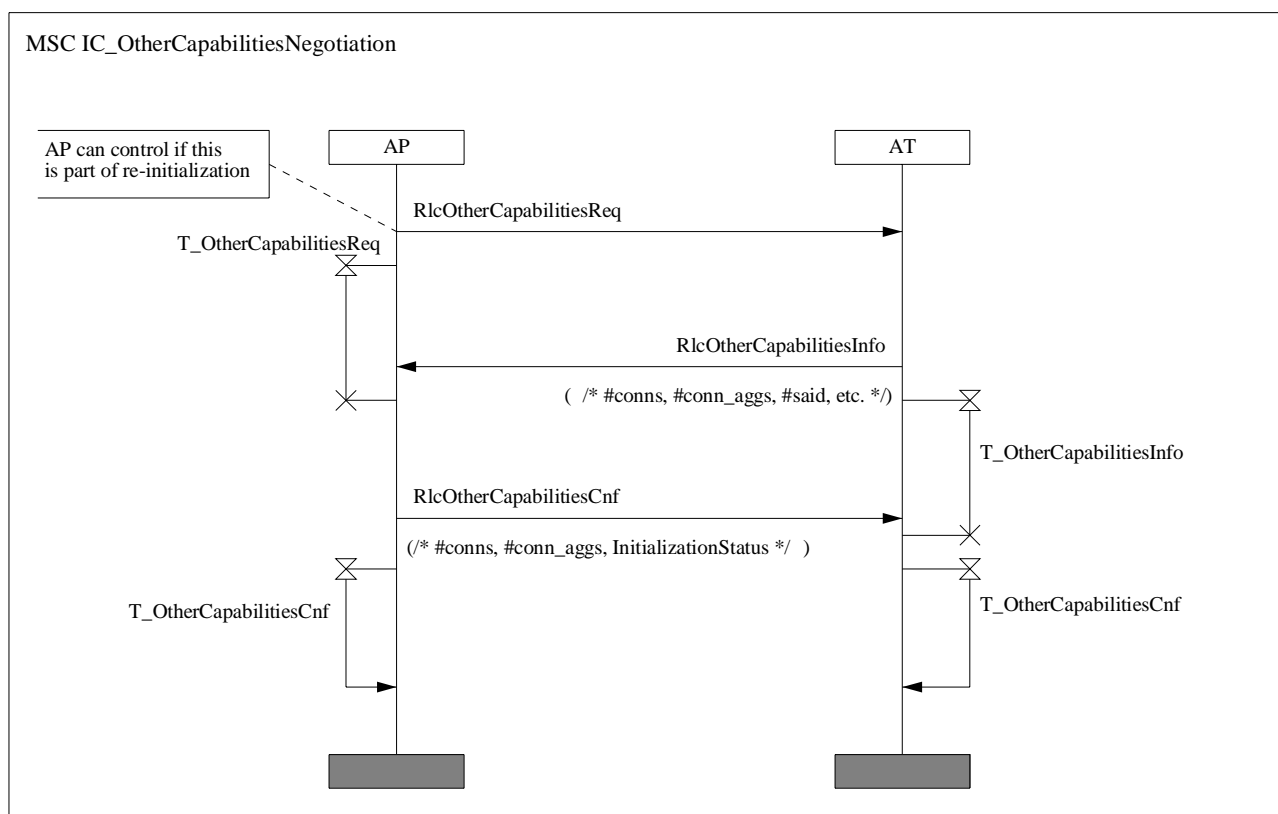 MSC IC_OtherCapabilitiesNegotiation
AP can control if this
is part of re-initialization
AP
AT
RlcOtherCapabilitiesReq
T_OtherCapabilitiesReq
RlcOtherCapabilitiesInfo
( /* #conns, #conn_aggs, #said, etc. */)
T_OtherCapabilitiesInfo
RlcOtherCapabilitiesCnf
(/* #conns, #conn_aggs, InitializationStatus */ )
T_OtherCapabilitiesCnf
T_OtherCapabilitiesCnf